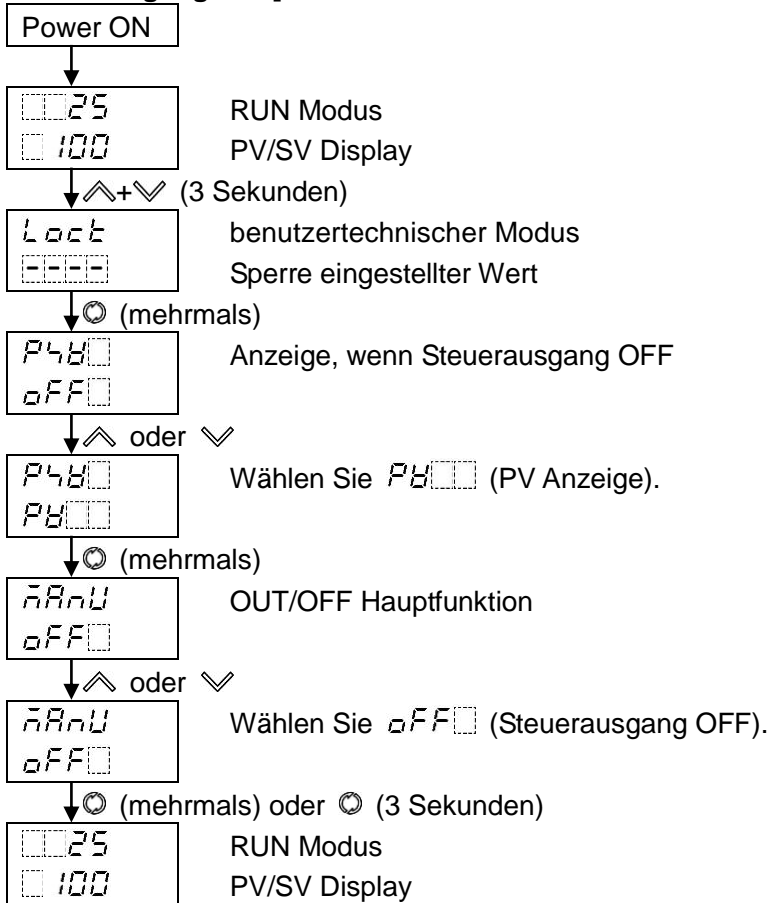 Power ON
25 RUN Modus
100 PV/SV Display
+ (3 Sekunden)
Lock benutzertechnischer Modus
---- Sperre eingestellter Wert
(mehrmals)
Anzeige, wenn Steuerausgang OFF
oFF
oder
Wählen Sie PV (PV Anzeige).
PV
(mehrmals)
MANU OUT/OFF Hauptfunktion
oFF
oder
MANU Wählen Sie oFF (Steuerausgang OFF).
oFF
(mehrmals) oder (3 Sekunden)
25 RUN Modus
100 PV/SV Display